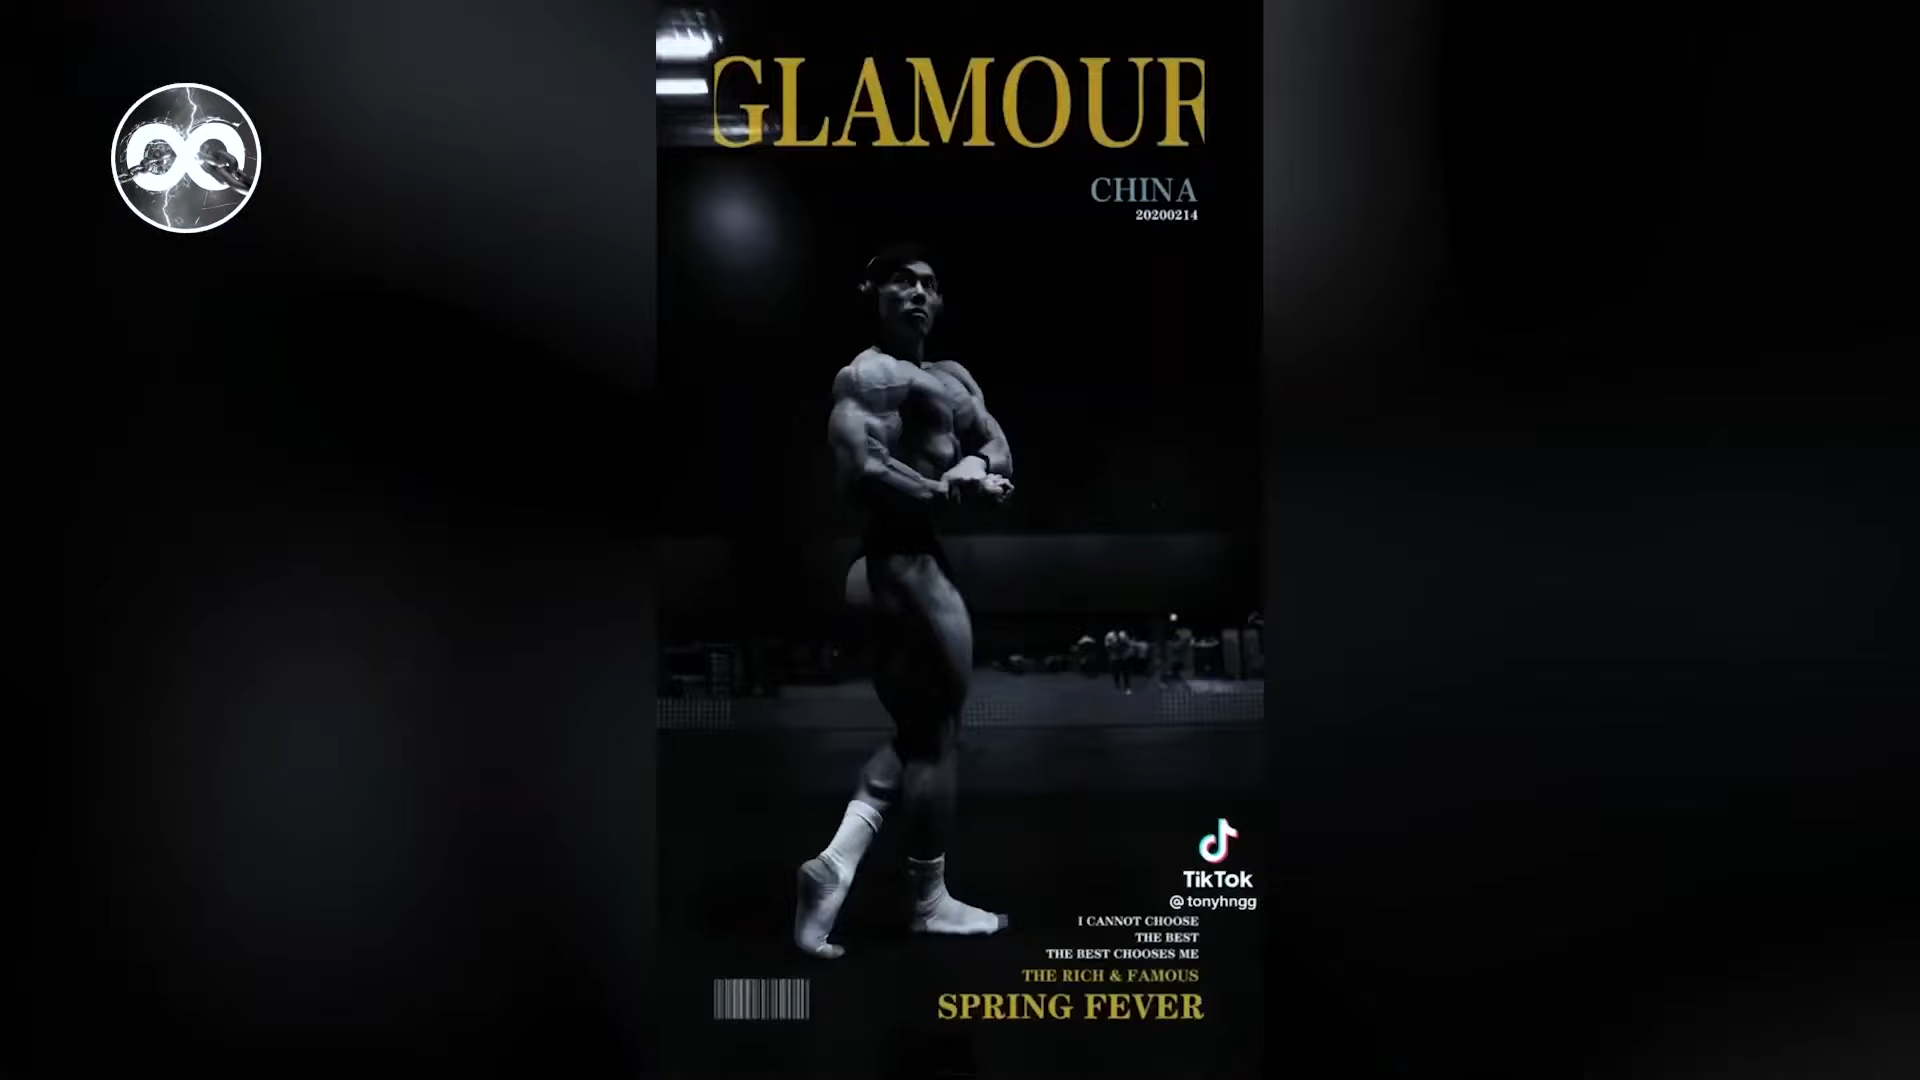 GLAMOUR
CHINA
20200214
TikTok
@tonyhngg
I CANNOT CHOOSE
THE BEST
THE BEST CHOOSES ME
THE RICH & FAMOUS
SPRING FEVER